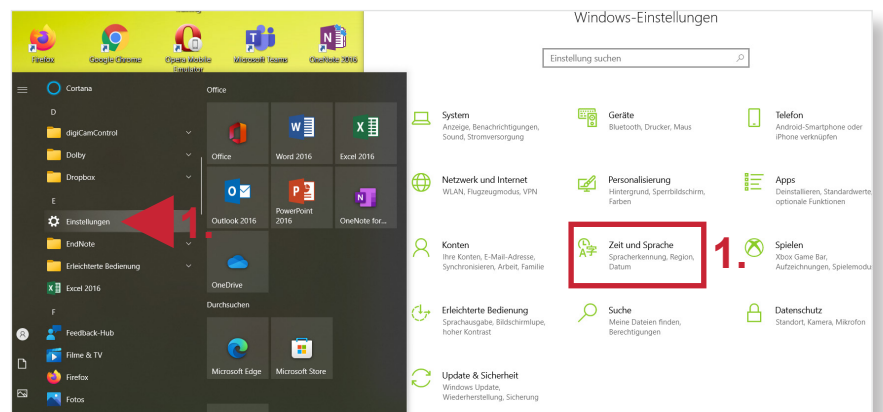 Firefox
Google Chrome
Opera Mobile
Emulator
Microsoft Teams
OneNote 2016
Cortana
D
digiCamControl
Dolby
Dropbox
E
Einstellungen
1.
EndNote
Erleichterte Bedienung
Excel 2016
F
Feedback-Hub
Filme & TV
Firefox
Fotos
Office
Office
Word 2016
Excel 2016
Outlook 2016
PowerPoint
2016
OneNote for...
OneDrive
Durchsuchen
Microsoft Edge
Microsoft Store
Windows-Einstellungen
Einstellung suchen
System
Anzeige, Benachrichtigungen,
Sound, Stromversorgung
Geräte
Bluetooth, Drucker, Maus
Telefon
Android-Smartphone oder
iPhone verknüpfen
Netzwerk und Internet
WLAN, Flugzeugmodus, VPN
Personalisierung
Hintergrund, Sperrbildschirm,
Farben
Apps
Deinstallieren, Standardwerte,
optionale Funktionen
Konten
Ihre Konten, E-Mail-Adresse,
Synchronisieren, Arbeit, Familie
Zeit und Sprache
Spracherkennung, Region,
Datum
1.
Spielen
Xbox Game Bar,
Aufzeichnungen, Spielemodus
Erleichterte Bedienung
Sprachausgabe, Bildschirmlupe,
hoher Kontrast
Suche
Meine Dateien finden,
Berechtigungen
Datenschutz
Standort, Kamera, Mikrofon
Update & Sicherheit
Windows Update,
Wiederherstellung, Sicherung